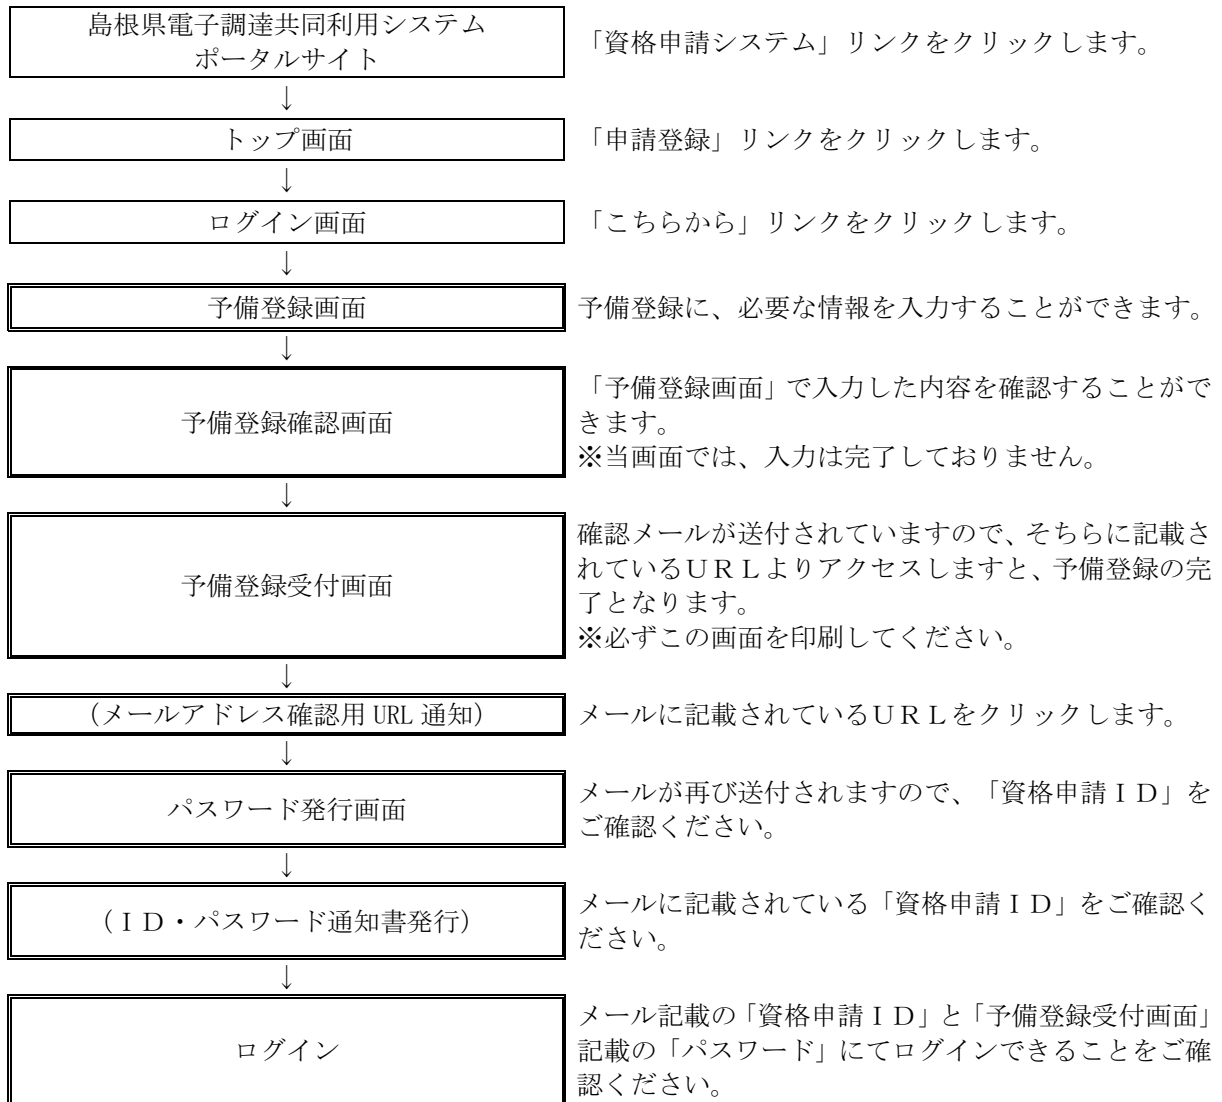 島根県電子調達共同利用システム
ポータルサイト
「資格申請システム」リンクをクリックします。
↓
トップ画面
「申請登録」リンクをクリックします。
↓
ログイン画面
「こちらから」リンクをクリックします。
↓
予備登録画面
予備登録に、必要な情報を入力することができます。
↓
予備登録確認画面
「予備登録画面」で入力した内容を確認することがで
きます。
※当画面では、入力は完了しておりません。
↓
予備登録受付画面
確認メールが送付されていますので、そちらに記載さ
れているＵＲＬよりアクセスしますと、予備登録の完
了となります。
※必ずこの画面を印刷してください。
↓
（メールアドレス確認用 URL 通知）
メールに記載されているＵＲＬをクリックします。
↓
パスワード発行画面
メールが再び送付されますので、「資格申請ＩＤ」を
ご確認ください。
↓
（ＩＤ・パスワード通知書発行）
メールに記載されている「資格申請ＩＤ」をご確認く
ださい。
↓
ログイン
メール記載の「資格申請ＩＤ」と「予備登録受付画面」
記載の「パスワード」にてログインできることをご確
認ください。